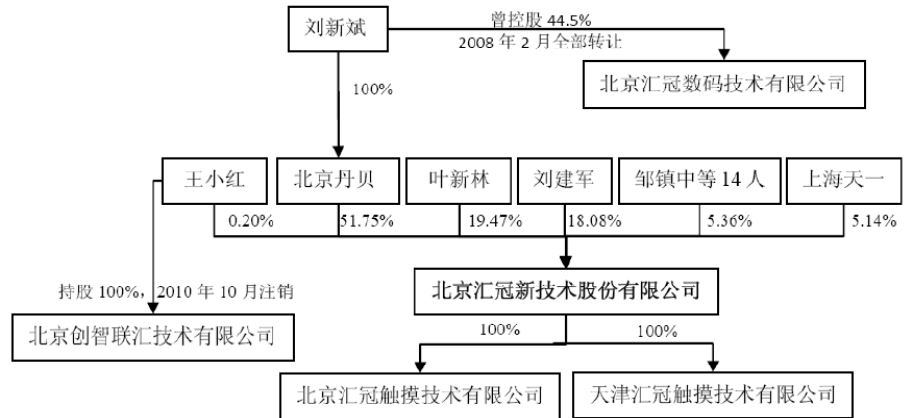 刘新斌
曾控股 44.5%
2008 年 2 月全部转让
北京汇冠数码技术有限公司
100%
王小红
北京丹贝
叶新林
刘建军
邹镇中等 14 人
上海天一
0.20%
51.75%
19.47%
18.08%
5.36%
5.14%
北京汇冠新技术股份有限公司
持股 100%，2010 年 10 月注销
北京创智联汇技术有限公司
100%
100%
北京汇冠触摸技术有限公司
天津汇冠触摸技术有限公司